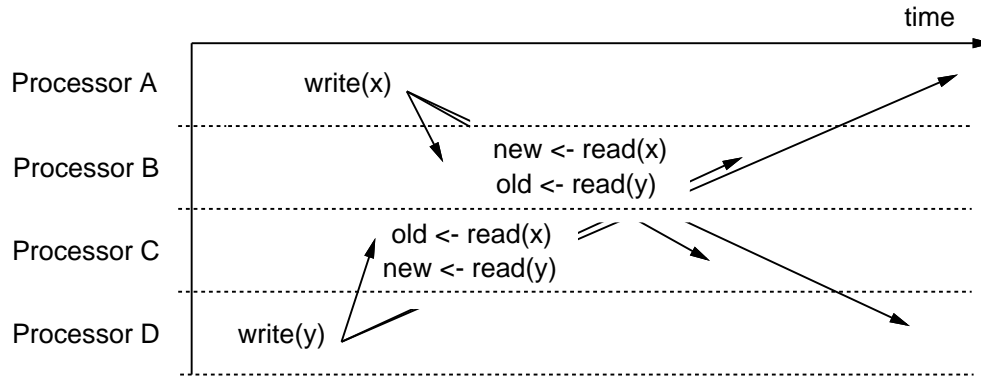 time
Processor A
write(x)
Processor B
new <- read(x)
old <- read(y)
Processor C
old <- read(x)
new <- read(y)
Processor D
write(y)